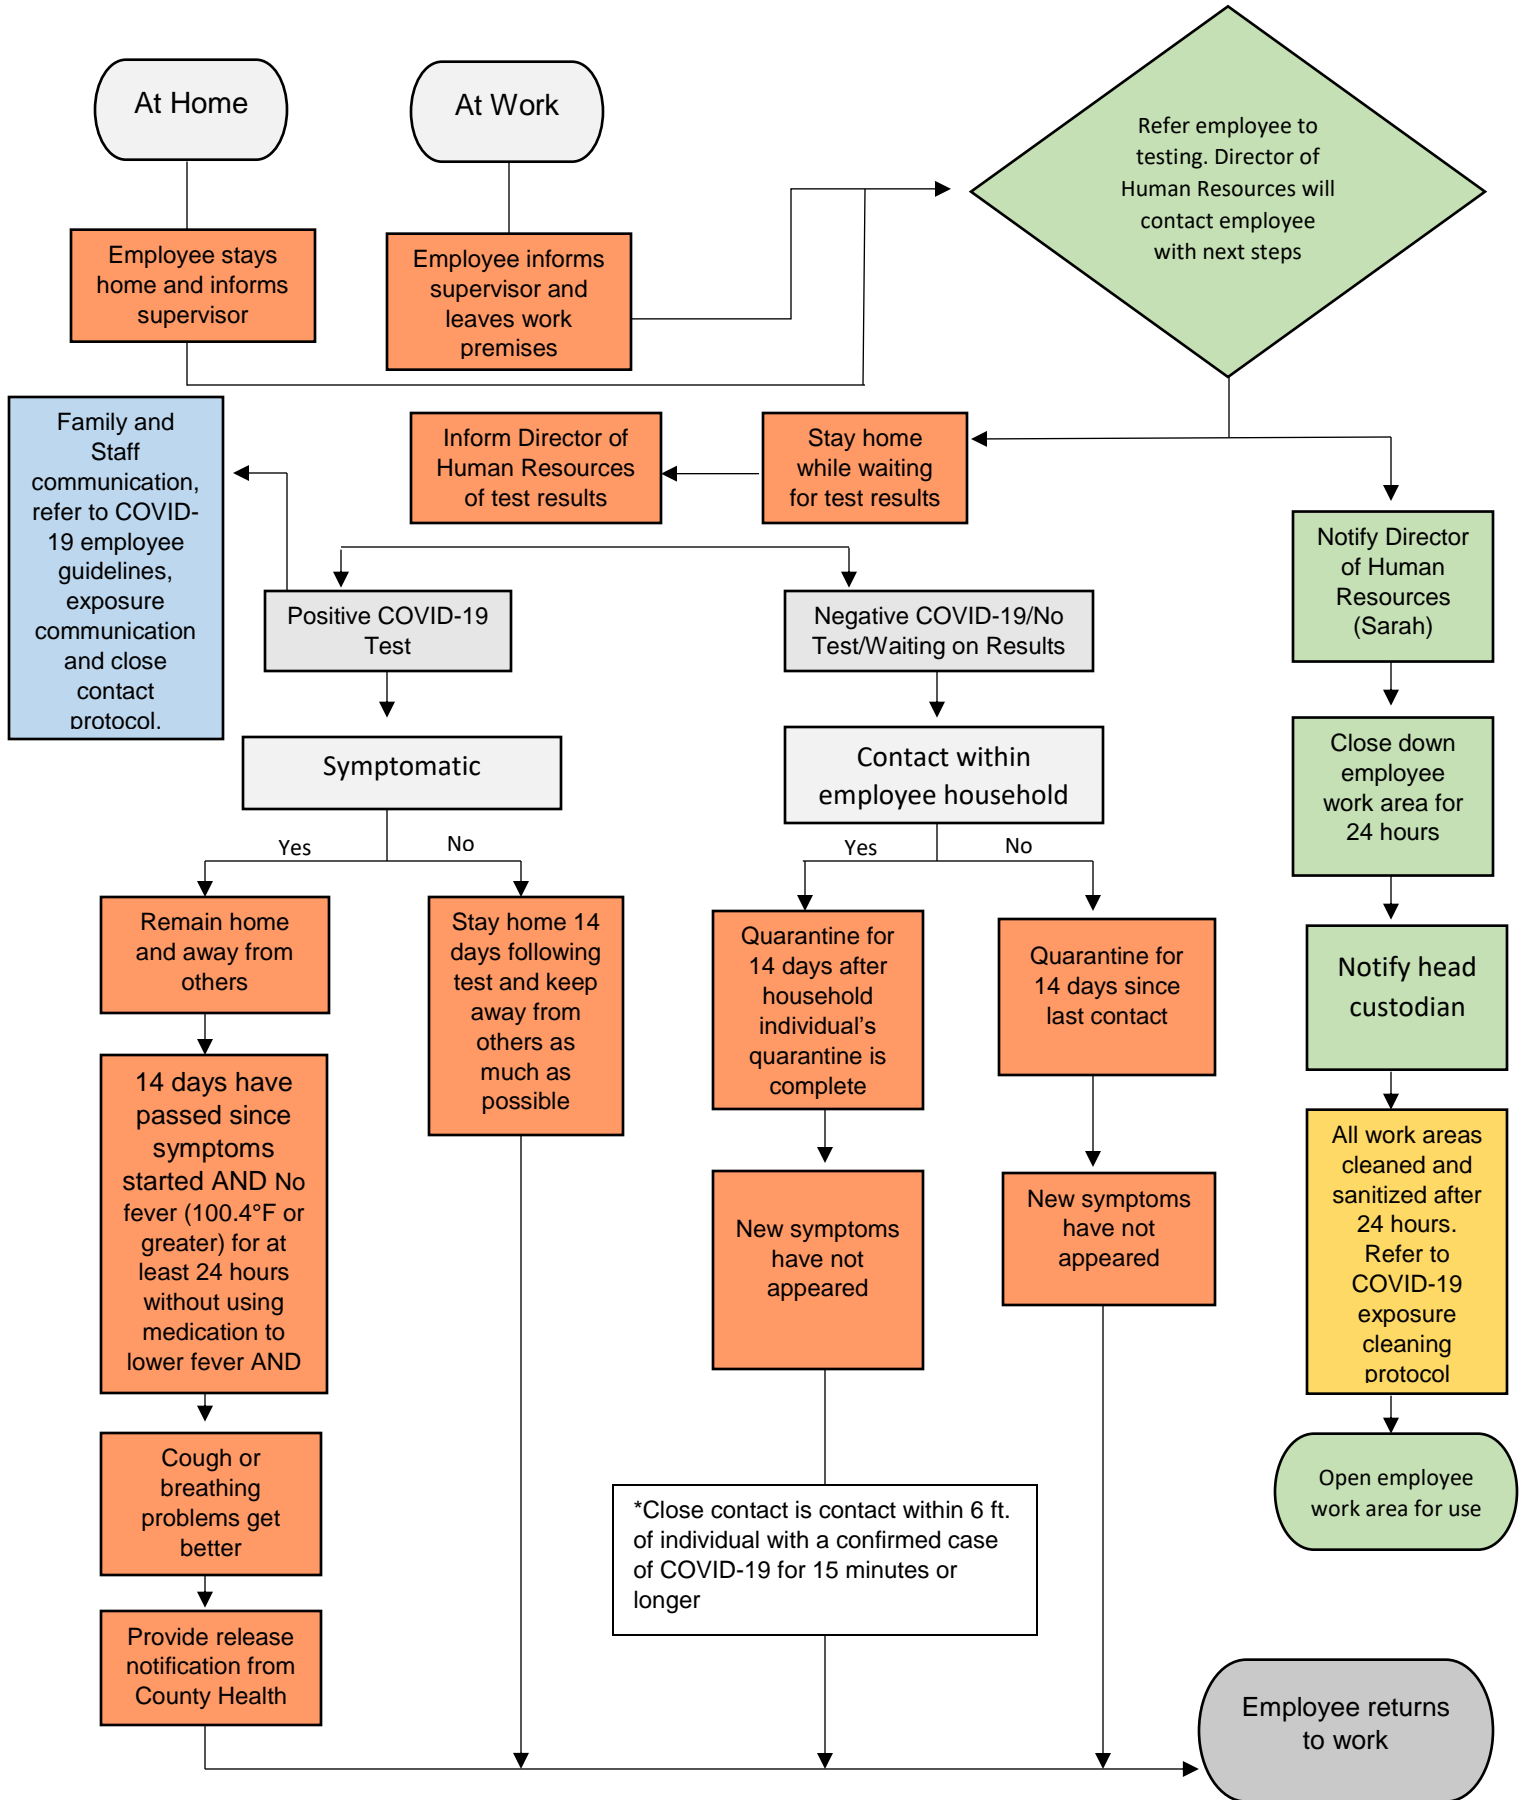 At Home
At Work
Refer employee to
testing. Director of
Human Resources will
contact employee
with next steps
Employee stays
home and informs
supervisor
Employee informs
supervisor and
leaves work
premises
Family and
Staff
communication,
refer to COVID-
19 employee
guidelines,
exposure
communication
and close
contact
protocol.
Inform Director of
Human Resources
of test results
Stay home
while waiting
for test results
Notify Director
of Human
Resources
(Sarah)
Positive COVID-19
Test
Negative COVID-19/No
Test/Waiting on Results
Symptomatic
Contact within
employee household
Close down
employee
work area for
24 hours
Yes
No
Yes
No
Remain home
and away from
others
Stay home 14
days following
test and keep
away from
others as
much as
possible
Quarantine for
14 days after
household
individual’s
quarantine is
complete
Quarantine for
14 days since
last contact
Notify head
custodian
14 days have
passed since
symptoms
started AND No
fever (100.4°F or
greater) for at
least 24 hours
without using
medication to
lower fever AND
New symptoms
have not
appeared
New symptoms
have not
appeared
All work areas
cleaned and
sanitized after
24 hours.
Refer to
COVID-19
exposure
cleaning
protocol
Cough or
breathing
problems get
better
*Close contact is contact within 6 ft.
of individual with a confirmed case
of COVID-19 for 15 minutes or
longer
Open employee
work area for use
Provide release
notification from
County Health
Employee returns
to work